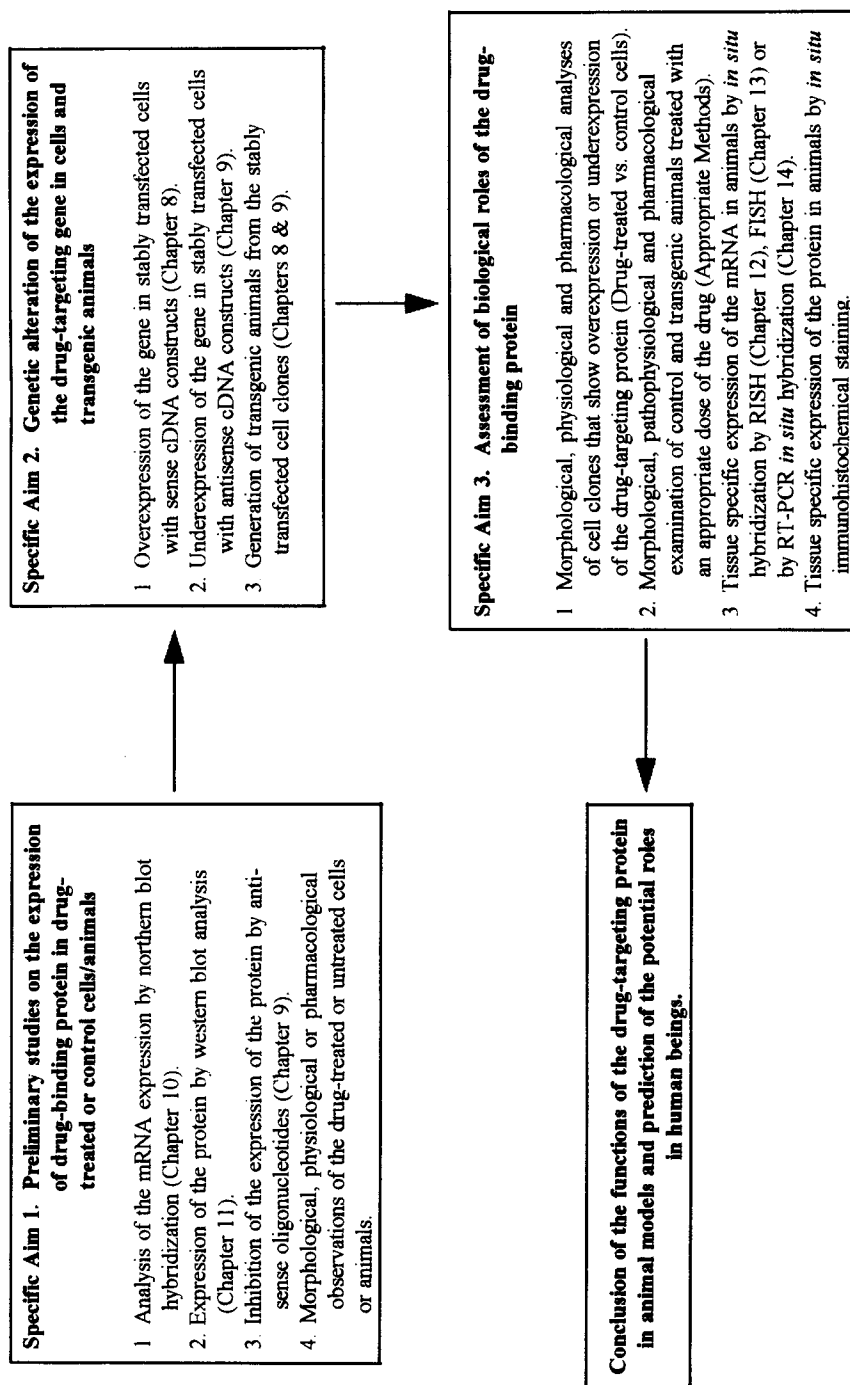 Specific Aim 1. Preliminary studies on the expression
of drug-binding protein in drug-
treated or control cells/animals
1 Analysis of the mRNA expression by northern blot
hybridization (Chapter 10).
2. Expression of the protein by western blot analysis
(Chapter 11).
3. Inhibition of the expression of the protein by anti-
sense oligonucleotides (Chapter 9).
4. Morphological, physiological or pharmacological
observations of the drug-treated or untreated cells
or animals.
Specific Aim 2. Genetic alteration of the expression of
the drug-targeting gene in cells and
transgenic animals
1 Overexpression of the gene in stably transfected cells
with sense cDNA constructs (Chapter 8).
2. Underexpression of the gene in stably transfected cells
with antisense cDNA constructs (Chapter 9).
3 Generation of transgenic animals from the stably
transfected cell clones (Chapters 8 & 9).
Specific Aim 3. Assessment of biological roles of the drug-
binding protein
1 Morphological, physiological and pharmacological analyses
of cell clones that show overexpression or underexpression
of the drug-targeting protein (Drug-treated vs. control cells).
2. Morphological, pathophysiological and pharmacological
examination of control and transgenic animals treated with
an appropriate dose of the drug (Appropriate Methods).
3 Tissue specific expression of the mRNA in animals by in situ
hybridization by RISH (Chapter 12), FISH (Chapter 13) or
by RT-PCR in situ hybridization (Chapter 14).
4. Tissue specific expression of the protein in animals by in situ
immunohistochemical staining.
Conclusion of the functions of the drug-targeting protein
in animal models and prediction of the potential roles
in human beings.